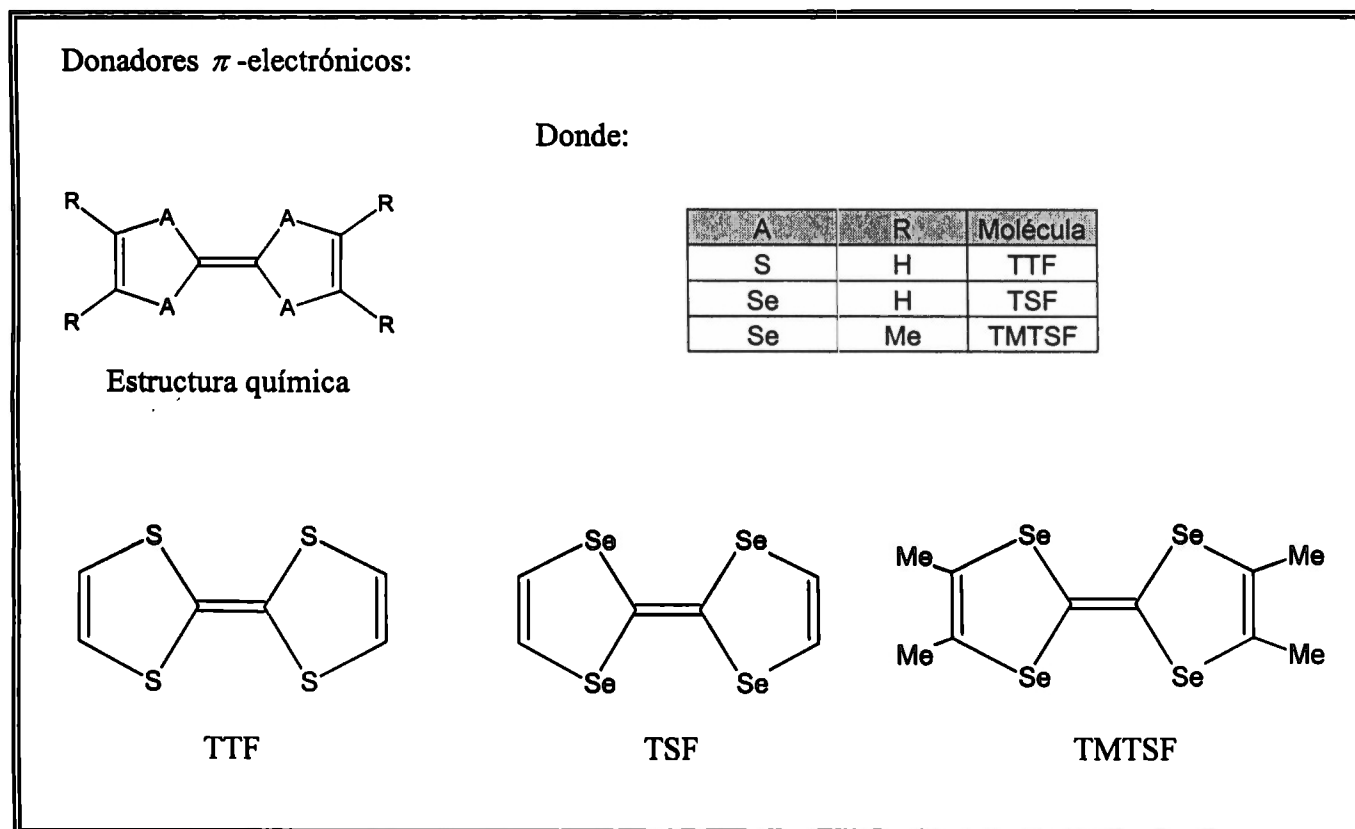 Donadores π -electrónicos:
Donde:
R A A R
R A A R
Estructura química
A R Molécula
S H TTF
Se H TSF
Se Me TMTSF
S S Se Se Me Se Se Me
S S Se Se Me Se Se Me
TTF TSF TMTSF